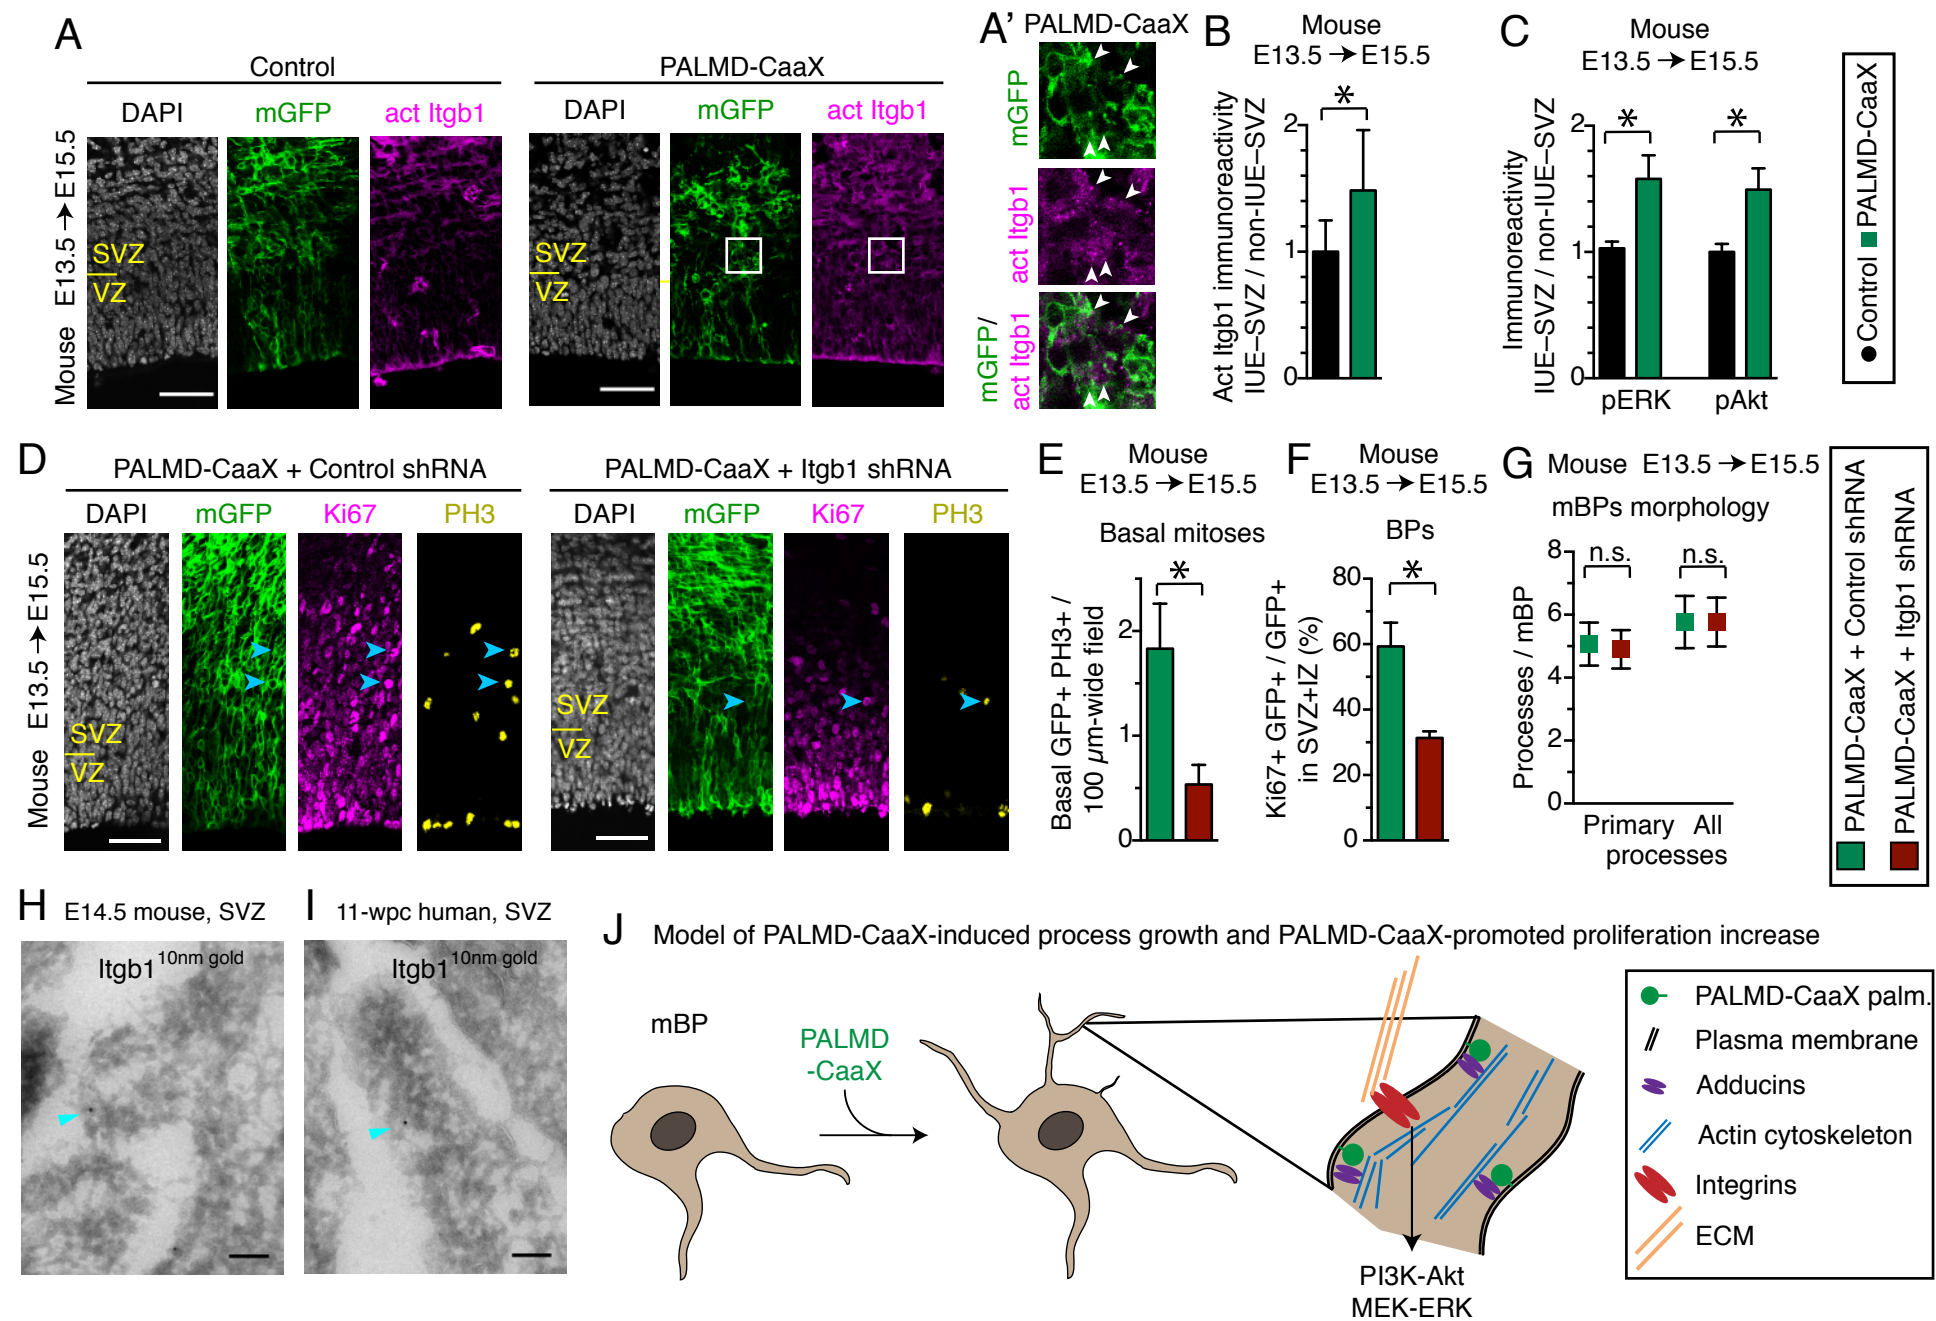 A
Control
PALMD-CaaX
DAPI
mGFP
act Itgb1
DAPI
mGFP
act Itgb1
Mouse E13.5 → E15.5
SVZ
VZ
SVZ
VZ
A' PALMD-CaaX
mGFP
act Itgb1
mGFP/
act Itgb1
B
Mouse
E13.5 → E15.5
Act Itgb1 immunoreactivity
IUE–SVZ / non-IUE–SVZ
2
1
0
*
C
Mouse
E13.5 → E15.5
Immunoreactivity
IUE–SVZ / non-IUE–SVZ
2
1
0
*
*
pERK
pAkt
Control
PALMD-CaaX
D
PALMD-CaaX + Control shRNA
PALMD-CaaX + Itgb1 shRNA
DAPI
mGFP
Ki67
PH3
DAPI
mGFP
Ki67
PH3
Mouse E13.5 → E15.5
SVZ
VZ
SVZ
VZ
E
Mouse
E13.5 → E15.5
Basal mitoses
Basal GFP+ PH3+ /
100 µm-wide field
2
1
0
*
F
Mouse
E13.5 → E15.5
BPs
Ki67+ GFP+ / GFP+
in SVZ+IZ (%)
80
60
40
20
0
*
G Mouse E13.5 → E15.5
mBPs morphology
Processes / mBP
8
6
4
2
0
n.s.
n.s.
Primary All
processes
PALMD-CaaX + Control shRNA
PALMD-CaaX + Itgb1 shRNA
H E14.5 mouse, SVZ
Itgb1 10nm gold
I 11-wpc human, SVZ
Itgb1 10nm gold
J Model of PALMD-CaaX-induced process growth and PALMD-CaaX-promoted proliferation increase
mBP
PALMD
-CaaX
PI3K-Akt
MEK-ERK
PALMD-CaaX palm.
Plasma membrane
Adducins
Actin cytoskeleton
Integrins
ECM